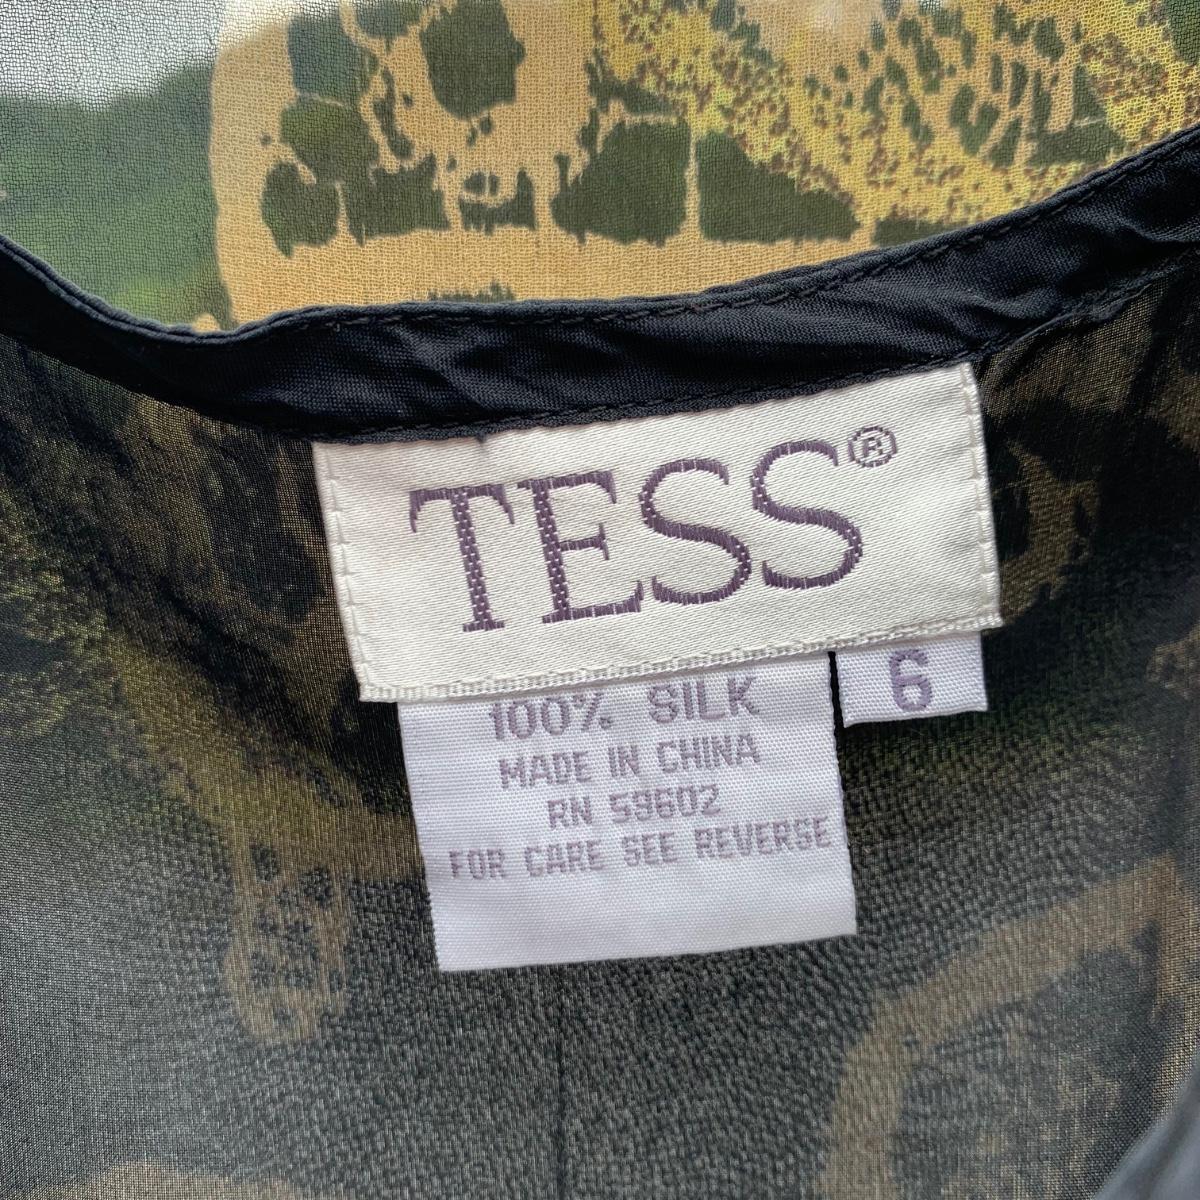 TESS®
6
100% SILK
MADE IN CHINA
RN 59602
FOR CARE SEE REVERSE